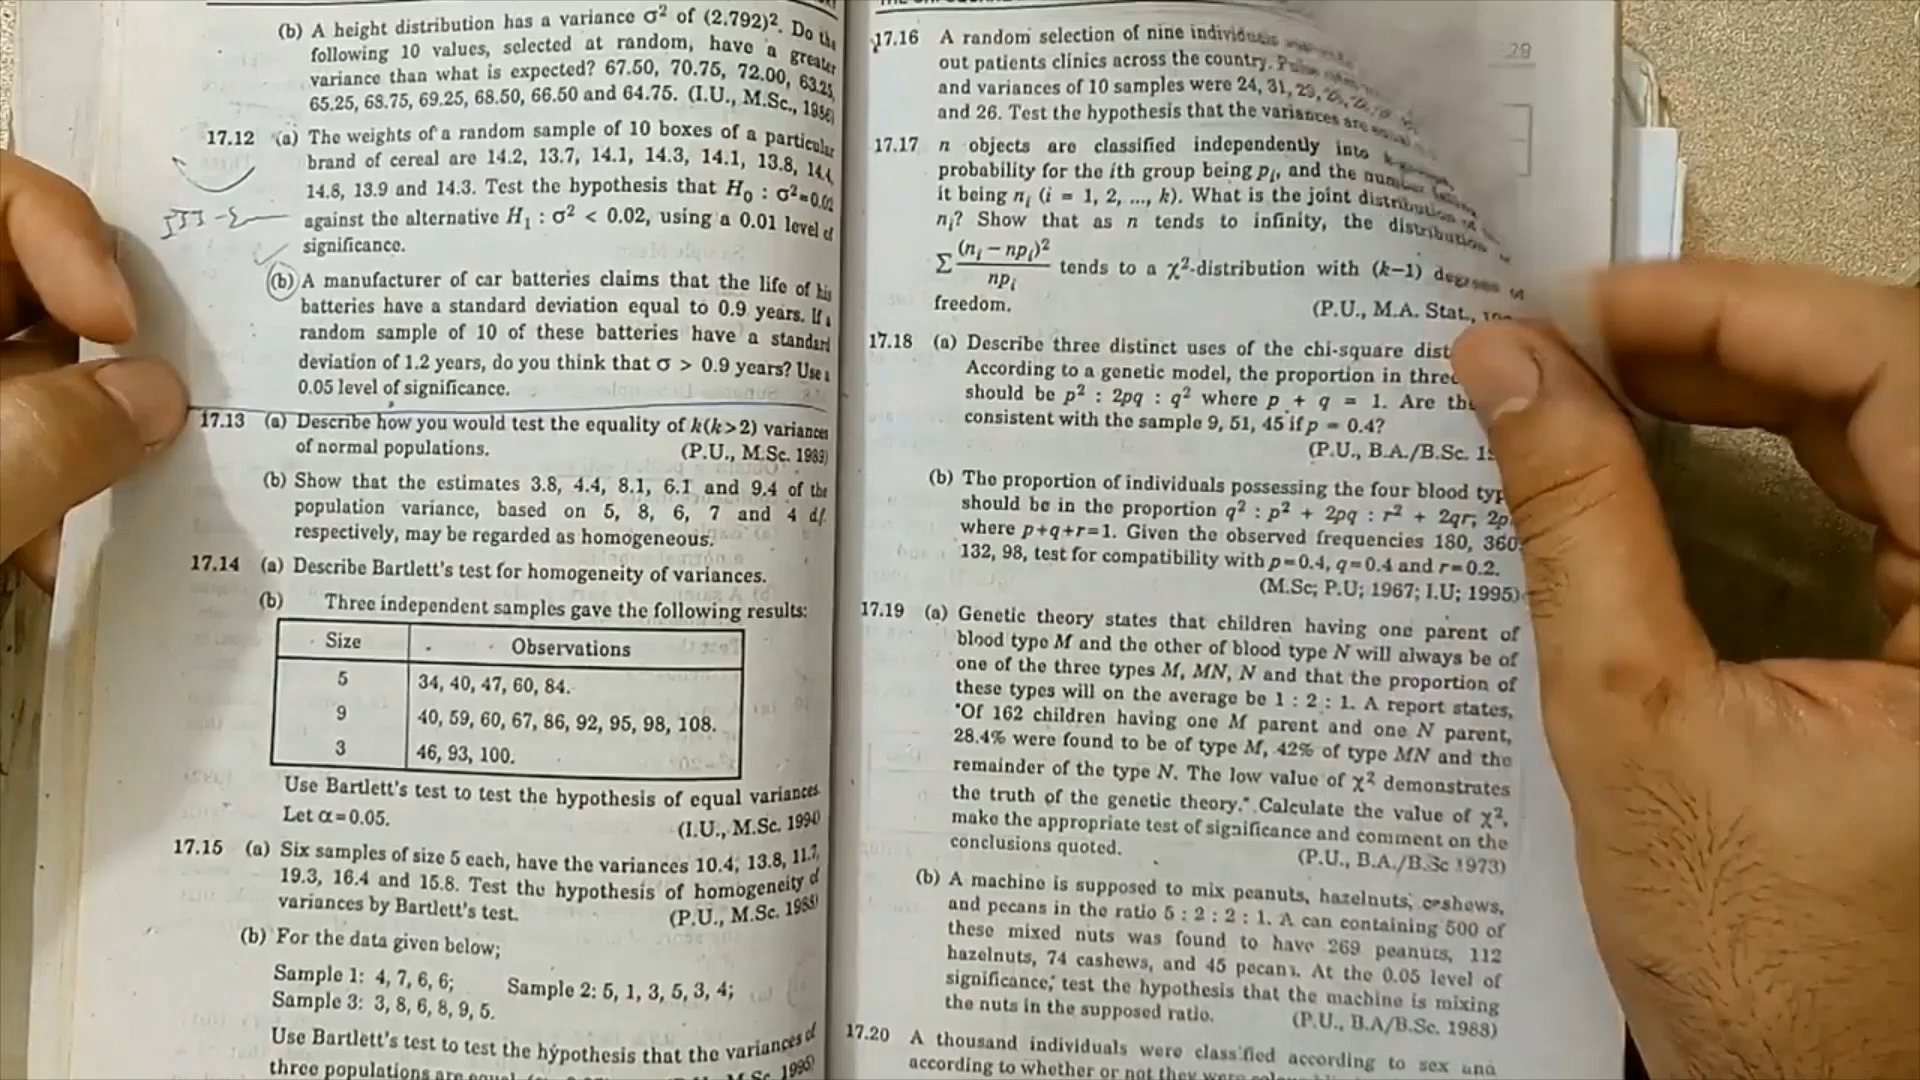 (b) A height distribution has a variance σ² of (2.792)². Do the
following 10 values, selected at random, have a greater
variance than what is expected? 67.50, 70.75, 72.00, 63.25,
65.25, 68.75, 69.25, 68.50, 66.50 and 64.75. (I.U., M.Sc.,
17.12 (a) The weights of a random sample of 10 boxes of a particular
brand of cereal are 14.2, 13.7, 14.1, 14.3, 14.1, 13.8, 14.4,
14.8, 13.9 and 14.3. Test the hypothesis that H₀ : σ²=0.02
against the alternative H₁ : σ² < 0.02, using a 0.01 level of
significance.
(b) A manufacturer of car batteries claims that the life of his
batteries have a standard deviation equal to 0.9 years. If a
random sample of 10 of these batteries have a standard
deviation of 1.2 years, do you think that σ > 0.9 years? Use a
0.05 level of significance.
17.13 (a) Describe how you would test the equality of k(k>2) variances
of normal populations. (P.U., M.Sc. 1989)
(b) Show that the estimates 3.8, 4.4, 8.1, 6.1 and 9.4 of the
population variance, based on 5, 8, 6, 7 and 4 d.f.
respectively, may be regarded as homogeneous.
17.14 (a) Describe Bartlett's test for homogeneity of variances.
(b) Three independent samples gave the following results:
Size Observations
5 34, 40, 47, 60, 84.
9 40, 59, 60, 67, 86, 92, 95, 98, 108.
3 46, 93, 100.
Use Bartlett's test to test the hypothesis of equal variances.
Let α=0.05. (I.U., M.Sc. 1994)
17.15 (a) Six samples of size 5 each, have the variances 10.4, 13.8, 11.7,
19.3, 16.4 and 15.8. Test the hypothesis of homogeneity of
variances by Bartlett's test. (P.U., M.Sc. 1988)
(b) For the data given below;
Sample 1: 4, 7, 6, 6; Sample 2: 5, 1, 3, 5, 3, 4;
Sample 3: 3, 8, 6, 8, 9, 5.
Use Bartlett's test to test the hypothesis that the variances of
three populations are M.Sc. 1995)
17.16 A random selection of nine individuals
out patients clinics across the country.
and variances of 10 samples were 24, 31, 29,
and 26. Test the hypothesis that the variances are equal
17.17 n objects are classified independently into
probability for the ith group being pᵢ, and the number
it being nᵢ (i = 1, 2, ..., k). What is the joint distribution of
nᵢ? Show that as n tends to infinity, the distribution
Σ (nᵢ − npᵢ)² / npᵢ tends to a χ²-distribution with (k−1) degrees of
freedom. (P.U., M.A. Stat.,
17.18 (a) Describe three distinct uses of the chi-square
According to a genetic model, the proportion in
should be p² : 2pq : q² where p + q = 1. Are
consistent with the sample 9, 51, 45 if p = 0.4?
(P.U., B.A./B.Sc.
(b) The proportion of individuals possessing the four blood
should be in the proportion q² : p² + 2pq : r² + 2qr;
where p+q+r=1. Given the observed frequencies 180, 360,
132, 98, test for compatibility with p=0.4, q=0.4 and r=0.2.
(M.Sc; P.U; 1967; I.U; 1995)
17.19 (a) Genetic theory states that children having one parent of
blood type M and the other of blood type N will always be of
one of the three types M, MN, N and that the proportion of
these types will on the average be 1 : 2 : 1. A report states,
"Of 162 children having one M parent and one N parent,
28.4% were found to be of type M, 42% of type MN and the
remainder of the type N. The low value of χ² demonstrates
the truth of the genetic theory." Calculate the value of χ²,
make the appropriate test of significance and comment on the
conclusions quoted. (P.U., B.A./B.Sc 1973)
(b) A machine is supposed to mix peanuts, hazelnuts, cashews,
and pecans in the ratio 5 : 2 : 2 : 1. A can containing 500 of
these mixed nuts was found to have 269 peanuts, 112
hazelnuts, 74 cashews, and 45 pecans. At the 0.05 level of
significance, test the hypothesis that the machine is mixing
the nuts in the supposed ratio. (P.U., B.A/B.Sc. 1988)
17.20 A thousand individuals were classified according to sex and
according to whether or not they were